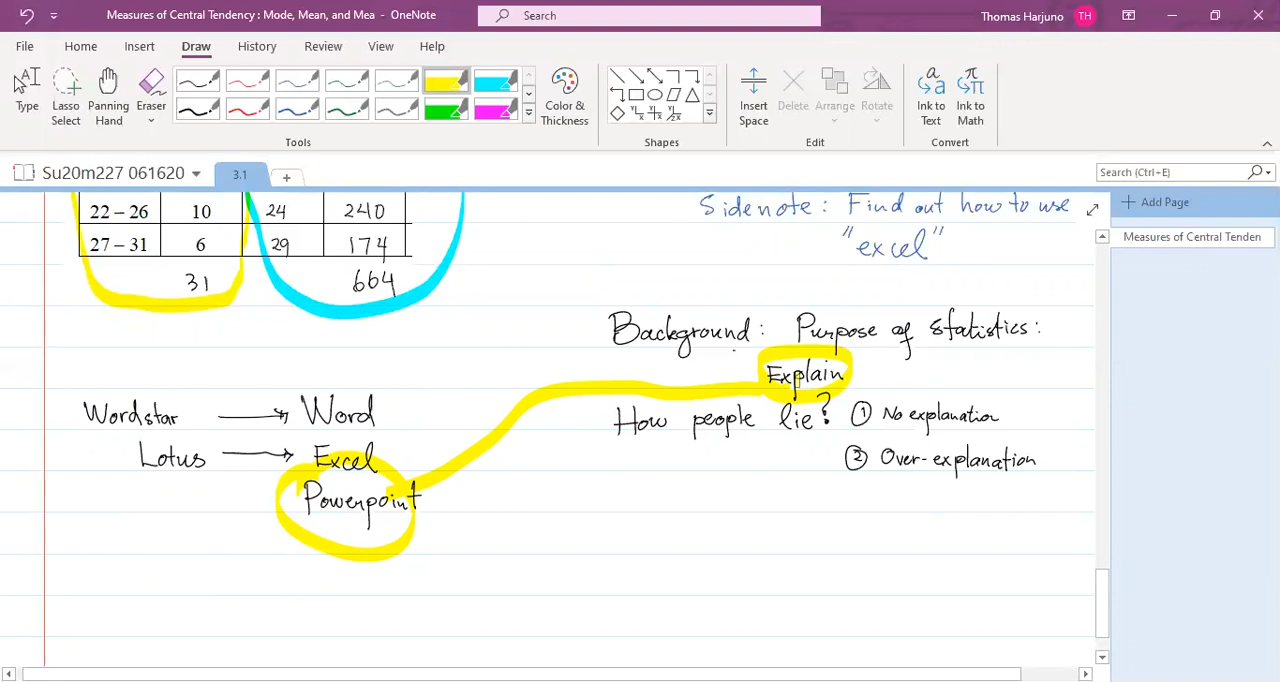 Measures of Central Tendency : Mode, Mean, and Mea - OneNote
Search
Thomas Harjuno TH
File Home Insert Draw History Review View Help
Type
Lasso Select
Panning Hand
Eraser
Color & Thickness
Insert Space
Delete
Arrange
Rotate
Ink to Text
Ink to Math
Tools
Shapes
Edit
Convert
Su20m227 061620
3.1
Search (Ctrl+E)
Add Page
Measures of Central Tenden
22 – 26 10 24 240
27 – 31 6 29 174
31 664
Sidenote : Find out how to use
"excel"
Background : Purpose of statistics :
Explain
How people lie? ① No explanation
② Over-explanation
Wordstar → Word
Lotus → Excel
Powerpoint